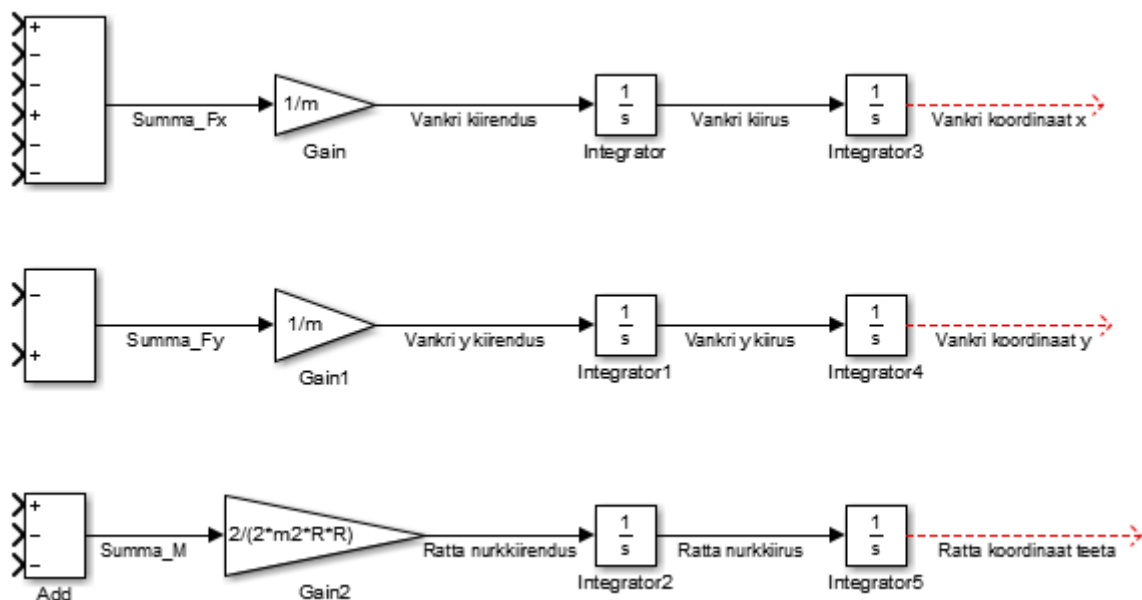 +
−
−
+
−
−
Summa_Fx
1/m
Gain
Vankri kiirendus
1
s
Integrator
Vankri kiirus
1
s
Integrator3
Vankri koordinaat x
−
+
Summa_Fy
1/m
Gain1
Vankri y kiirendus
1
s
Integrator1
Vankri y kiirus
1
s
Integrator4
Vankri koordinaat y
+
−
−
Add
Summa_M
2/(2*m2*R*R)
Gain2
Ratta nurkkiirendus
1
s
Integrator2
Ratta nurkkiirus
1
s
Integrator5
Ratta koordinaat teeta